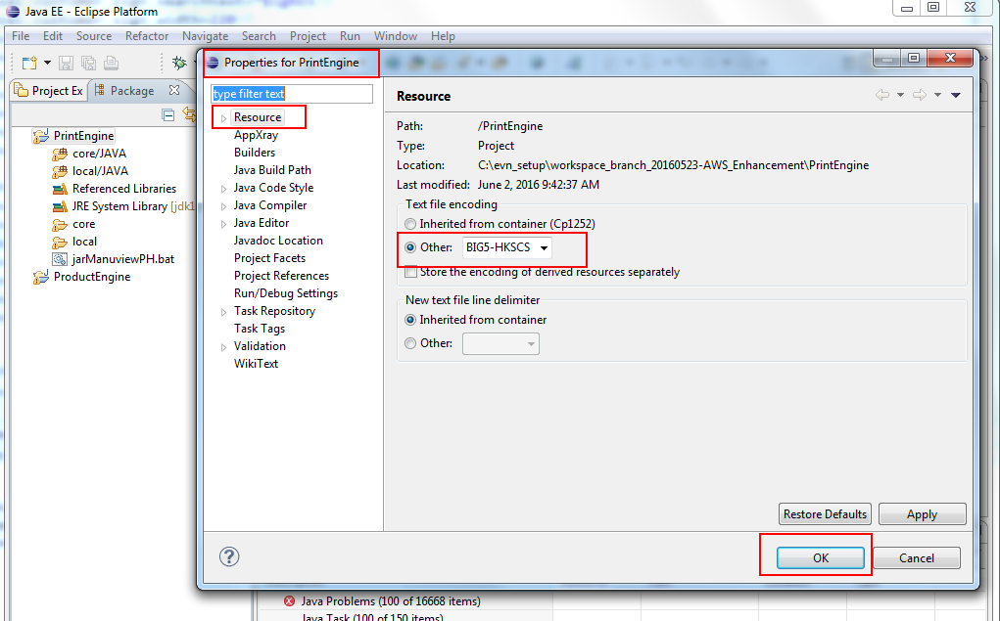 Java EE - Eclipse Platform
File Edit Source Refactor Navigate Search Project Run Window Help
Project Ex Package
PrintEngine
core/JAVA
local/JAVA
Referenced Libraries
JRE System Library [jdk1
core
local
jarManuviewPH.bat
ProductEngine
Properties for PrintEngine
type filter text
Resource
AppXray
Builders
Java Build Path
Java Code Style
Java Compiler
Java Editor
Javadoc Location
Project Facets
Project References
Run/Debug Settings
Task Repository
Task Tags
Validation
WikiText
Resource
Path: /PrintEngine
Type: Project
Location: C:\evn_setup\workspace_branch_20160523-AWS_Enhancement\PrintEngine
Last modified: June 2, 2016 9:42:37 AM
Text file encoding
Inherited from container (Cp1252)
Other: BIG5-HKSCS
Store the encoding of derived resources separately
New text file line delimiter
Inherited from container
Other:
Restore Defaults Apply
? OK Cancel
Java Problems (100 of 16668 items)
Java Task (100 of 150 items)